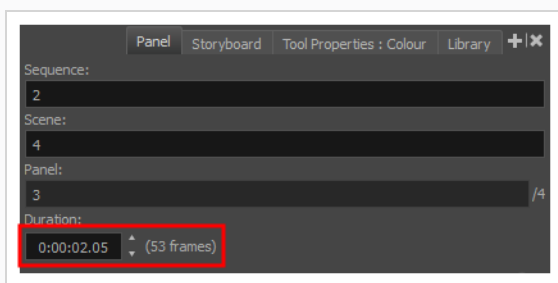 Panel Storyboard Tool Properties : Colour Library
Sequence:
2
Scene:
4
Panel:
3 /4
Duration:
0:00:02.05 (53 frames)